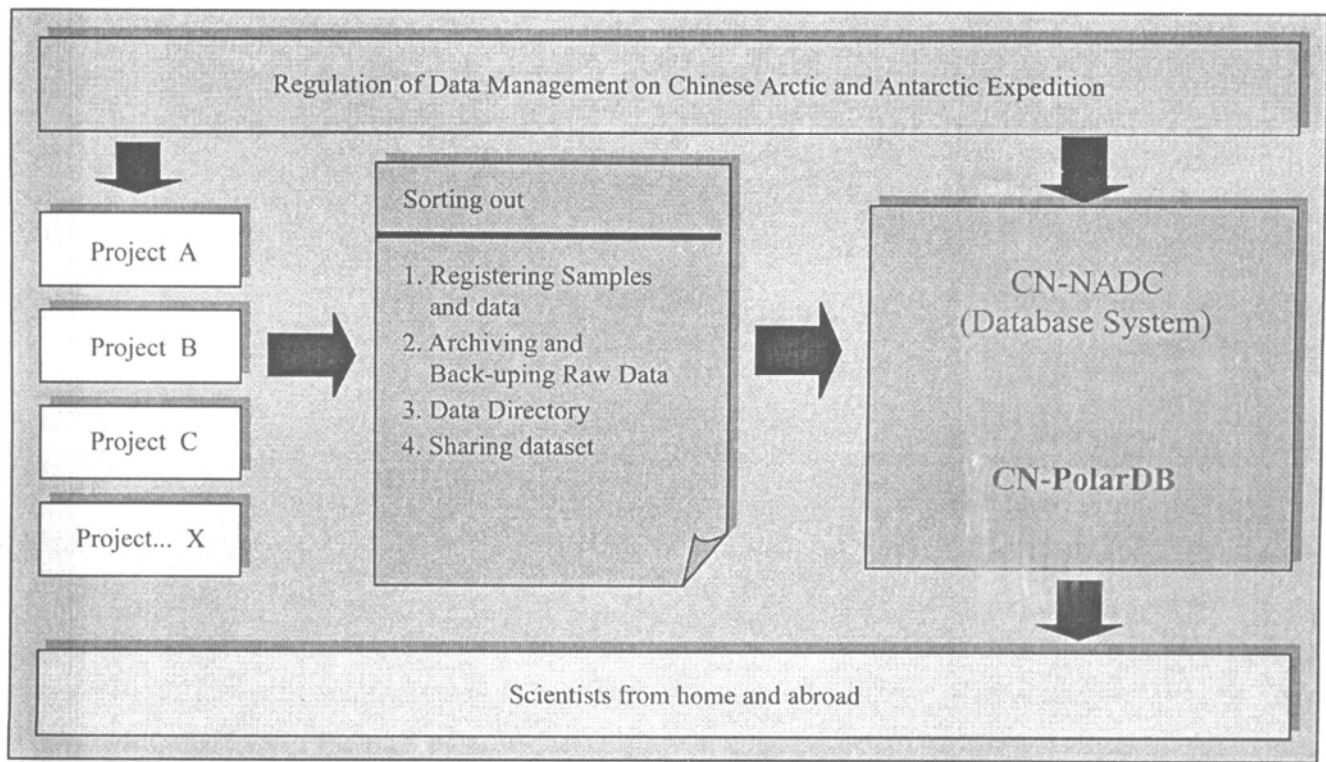 Regulation of Data Management on Chinese Arctic and Antarctic Expedition
Project A
Project B
Project C
Project... X
Sorting out
1. Registering Samples
and data
2. Archiving and
Back-uping Raw Data
3. Data Directory
4. Sharing dataset
CN-NADC
(Database System)
CN-PolarDB
Scientists from home and abroad